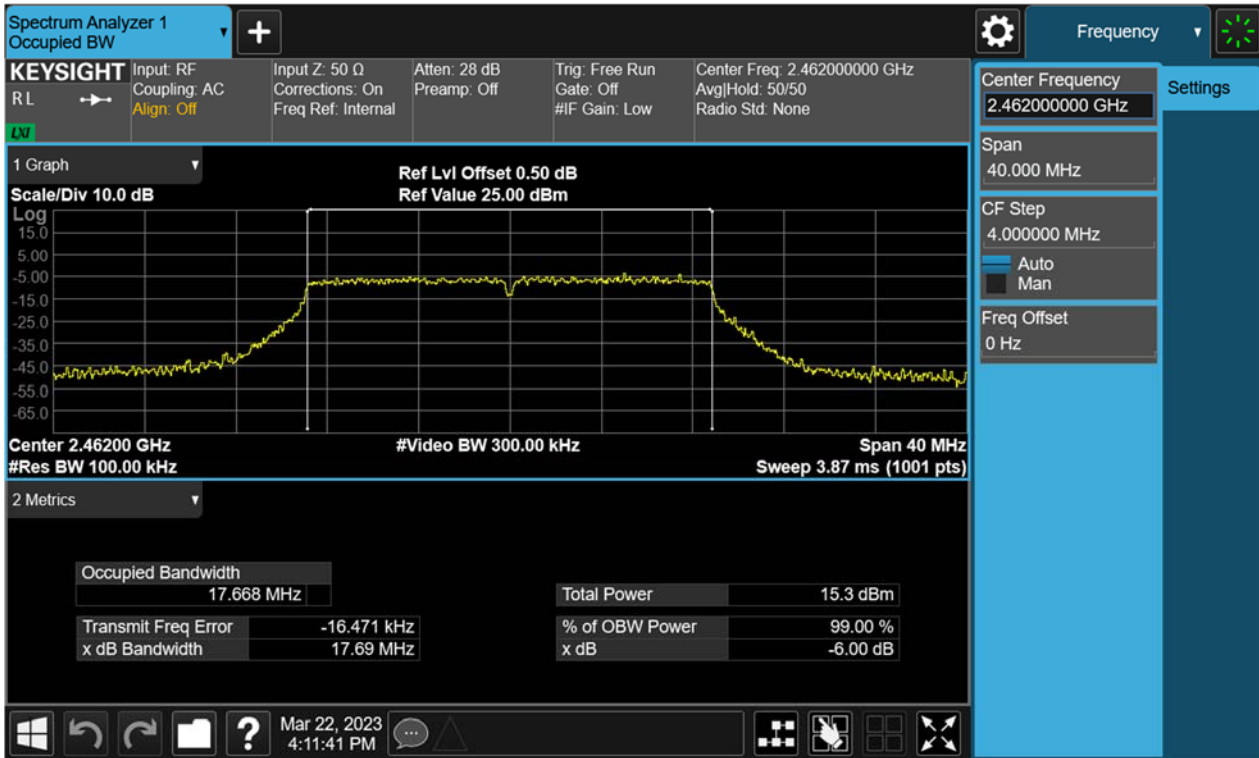 Spectrum Analyzer 1
Occupied BW
+
Frequency
KEYSIGHT
R L
LXI
Input: RF
Coupling: AC
Align: Off
Input Z: 50 Ω
Corrections: On
Freq Ref: Internal
Atten: 28 dB
Preamp: Off
Trig: Free Run
Gate: Off
#IF Gain: Low
Center Freq: 2.462000000 GHz
Avg|Hold: 50/50
Radio Std: None
Center Frequency
2.462000000 GHz
Settings
Span
40.000 MHz
CF Step
4.000000 MHz
Auto
Man
Freq Offset
0 Hz
1 Graph
Scale/Div 10.0 dB
Ref Lvl Offset 0.50 dB
Ref Value 25.00 dBm
Log
15.0
5.00
-5.00
-15.0
-25.0
-35.0
-45.0
-55.0
-65.0
Center 2.46200 GHz
#Video BW 300.00 kHz
Span 40 MHz
#Res BW 100.00 kHz
Sweep 3.87 ms (1001 pts)
2 Metrics
Occupied Bandwidth
17.668 MHz
Total Power 15.3 dBm
Transmit Freq Error -16.471 kHz
% of OBW Power 99.00 %
x dB Bandwidth 17.69 MHz
x dB -6.00 dB
?
Mar 22, 2023
4:11:41 PM